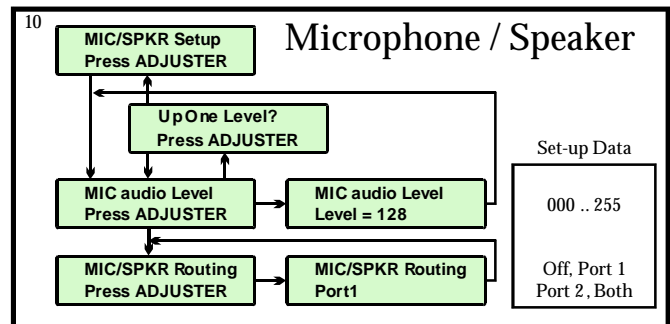 10
Microphone / Speaker
MIC/SPKR Setup
Press ADJUSTER
Up One Level?
Press ADJUSTER
Set-up Data
MIC audio Level
Press ADJUSTER
MIC audio Level
Level = 128
000 .. 255
MIC/SPKR Routing
Press ADJUSTER
MIC/SPKR Routing
Port1
Off, Port 1
Port 2, Both